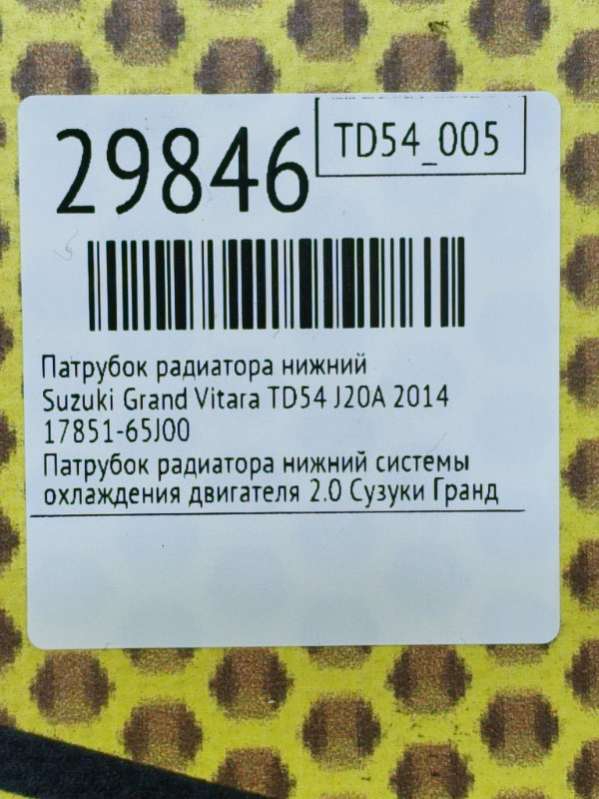 29846
TD54_005
Патрубок радиатора нижний
Suzuki Grand Vitara TD54 J20A 2014
17851-65J00
Патрубок радиатора нижний системы
охлаждения двигателя 2.0 Сузуки Гранд